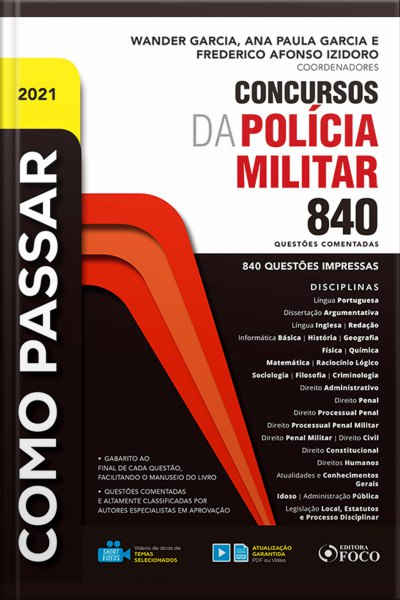 WANDER GARCIA, ANA PAULA GARCIA E
FREDERICO AFONSO IZIDORO
COORDENADORES
2021
CONCURSOS
DA POLÍCIA
MILITAR
840
QUESTÕES COMENTADAS
840 QUESTÕES IMPRESSAS
COMO PASSAR
DISCIPLINAS
Língua Portuguesa
Dissertação Argumentativa
Língua Inglesa | Redação
Informática Básica | História | Geografia
Física | Química
Matemática | Raciocínio Lógico
Sociologia | Filosofia | Criminologia
Direito Administrativo
Direito Penal
Direito Processual Penal
Direito Processual Penal Militar
Direito Penal Militar | Direito Civil
Direito Constitucional
Direitos Humanos
Atualidades e Conhecimentos
Gerais
Idoso | Administração Pública
Legislação Local, Estatutos
e Processo Disciplinar
• GABARITO AO
FINAL DE CADA QUESTÃO,
FACILITANDO O MANUSEIO DO LIVRO
• QUESTÕES COMENTADAS
E ALTAMENTE CLASSIFICADAS POR
AUTORES ESPECIALISTAS EM APROVAÇÃO
SHORT
VIDEOS
Vídeos de dicas de
TEMAS
SELECIONADOS
ATUALIZAÇÃO
GARANTIDA
PDF ou Vídeo
EDITORA
FOCO